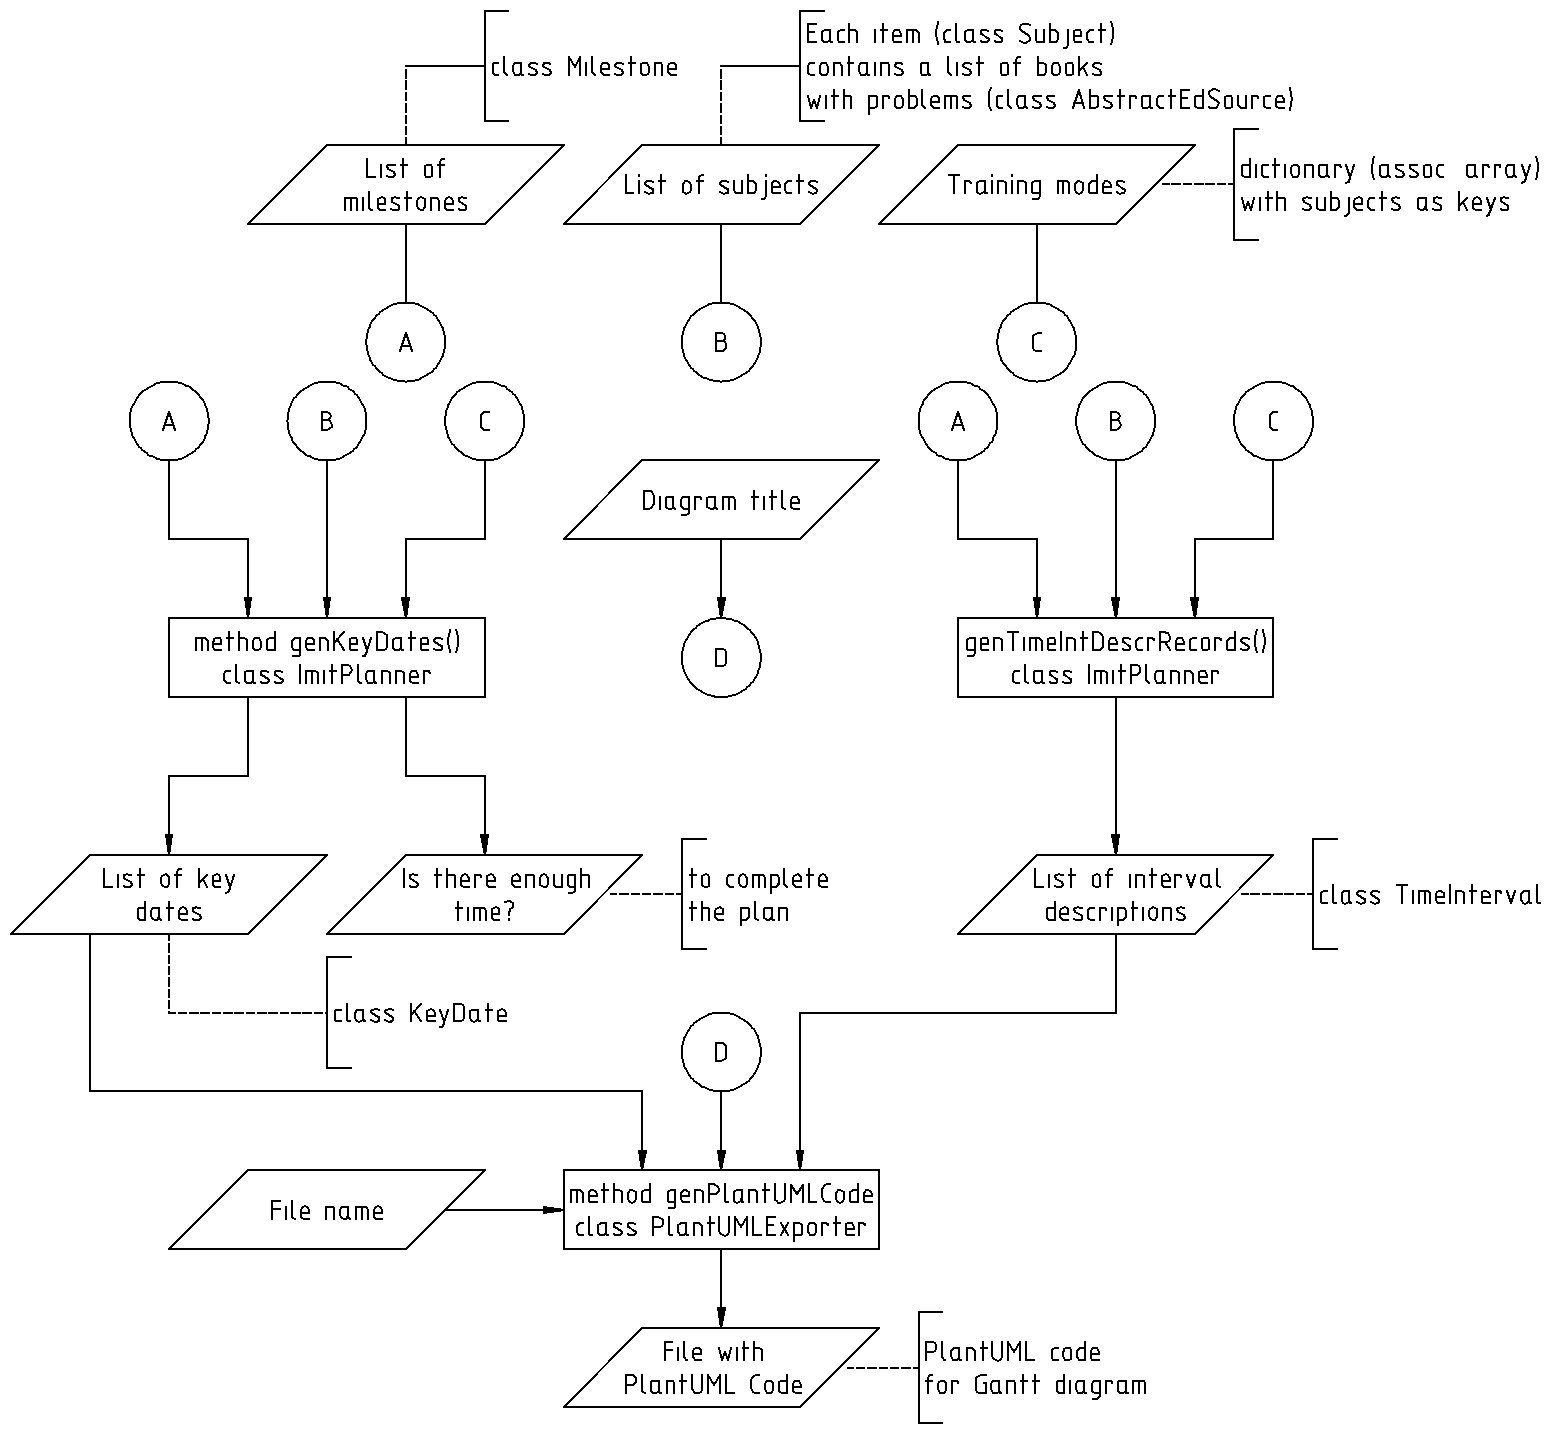 class Milestone
Each item (class Subject)
contains a list of books
with problems (class AbstractEdSource)
List of
milestones
List of subjects
Training modes
dictionary (assoc array)
with subjects as keys
A
B
C
A
B
C
A
B
C
Diagram title
method genKeyDates()
class ImitPlanner
D
genTimeIntDescrRecords()
class ImitPlanner
List of key
dates
Is there enough
time?
to complete
the plan
List of interval
descriptions
class TimeInterval
class KeyDate
D
File name
method genPlantUMLCode
class PlantUMLExporter
File with
PlantUML Code
PlantUML code
for Gantt diagram